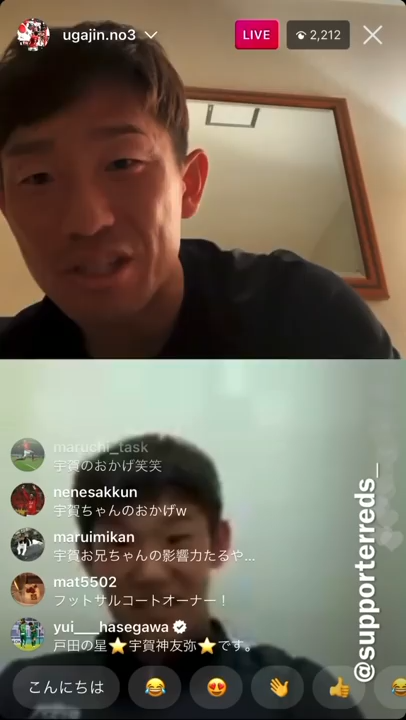 ugajin.no3
LIVE
2,212
maruchi_task
宇賀のおかげ笑笑
nenesakkun
宇賀ちゃんのおかげw
maruimikan
宇賀お兄ちゃんの影響力たるや...
mat5502
フットサルコートオーナー！
yui___hasegawa
戸田の星⭐宇賀神友弥⭐です。
@supporterreds_
こんにちは